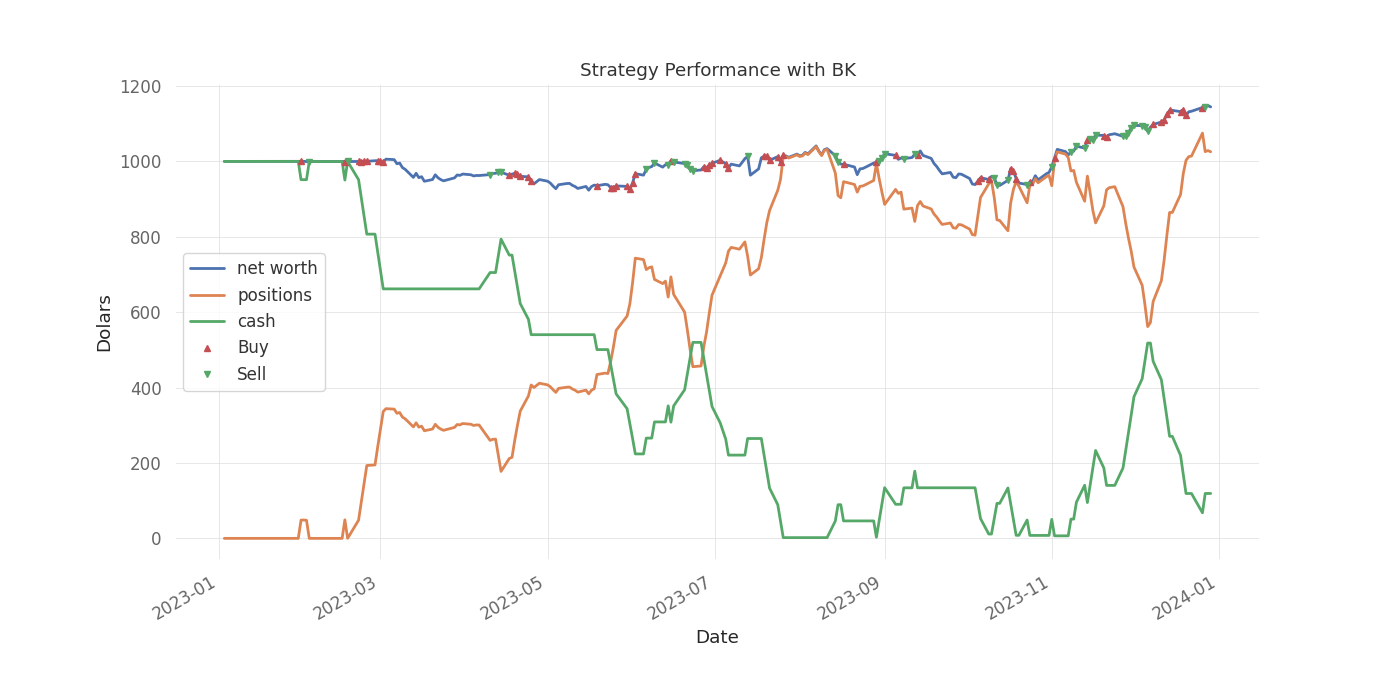 Strategy Performance with BK
1200
1000
800
600
400
200
0
Dolars
net worth
positions
cash
Buy
Sell
2023-01
2023-03
2023-05
2023-07
2023-09
2023-11
2024-01
Date